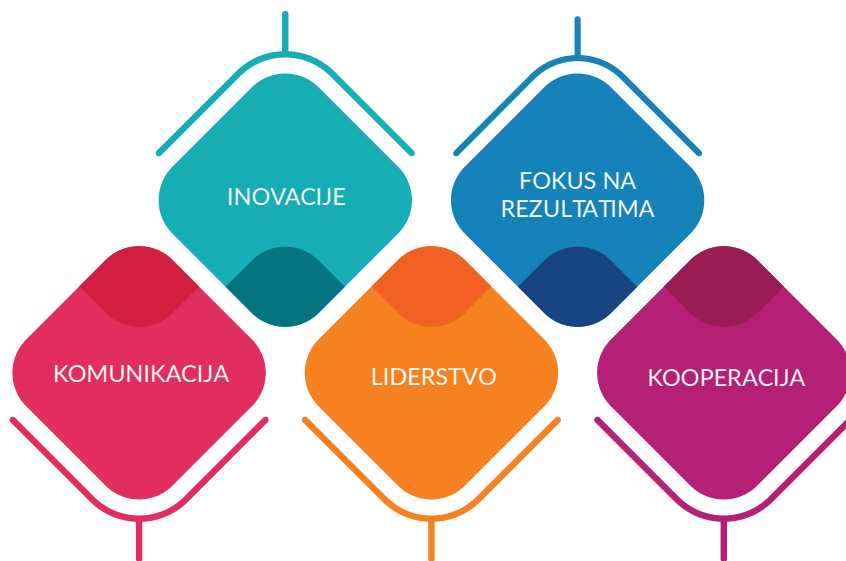 INOVACIJE
FOKUS NA
REZULTATIMA
KOMUNIKACIJA
LIDERSTVO
KOOPERACIJA